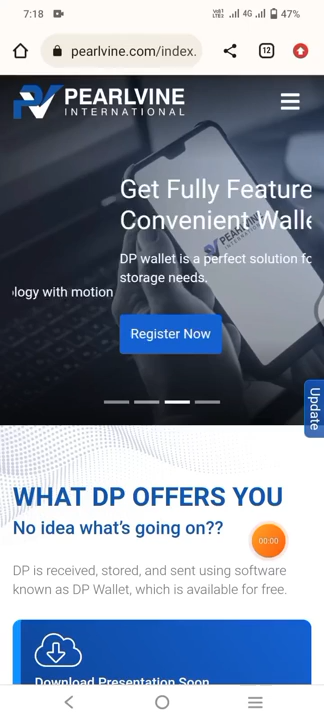 7:18 VoI) LTE2 4G 47%
pearlvine.com/index. 12
PEARLVINE
INTERNATIONAL
Get Fully Feature
Convenient Walle
DP wallet is a perfect solution fo
storage needs.
logy with motion
Register Now
Update
WHAT DP OFFERS YOU
No idea what's going on??
00:00
DP is received, stored, and sent using software
known as DP Wallet, which is available for free.
Download Presentation Soon